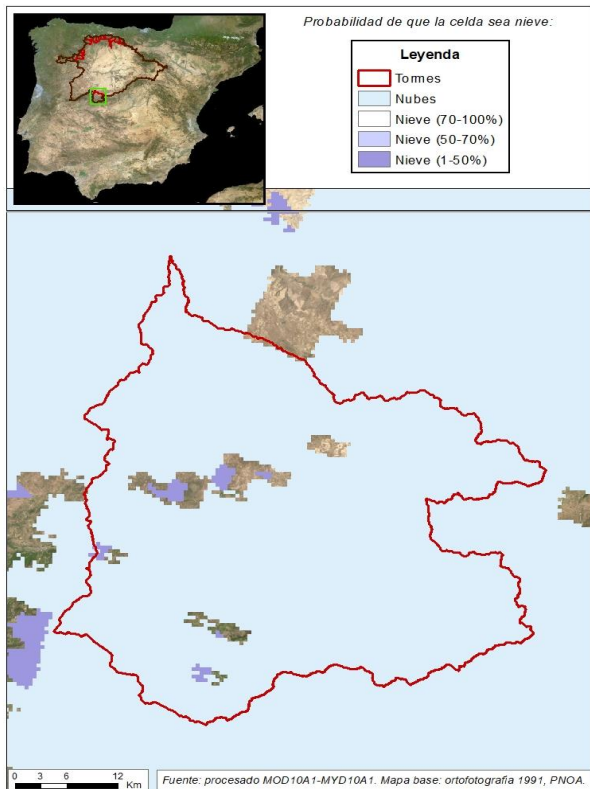 Probabilidad de que la celda sea nieve:
Leyenda
Tormes
Nubes
Nieve (70-100%)
Nieve (50-70%)
Nieve (1-50%)
0 3 6 12
Km
Fuente: procesado MOD10A1-MYD10A1. Mapa base: ortofotografia 1991, PNOA.